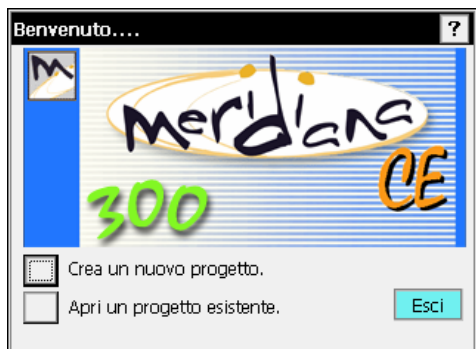 Benvenuto....
?
M
meridiana
CE
300
Crea un nuovo progetto.
Apri un progetto esistente.
Esci